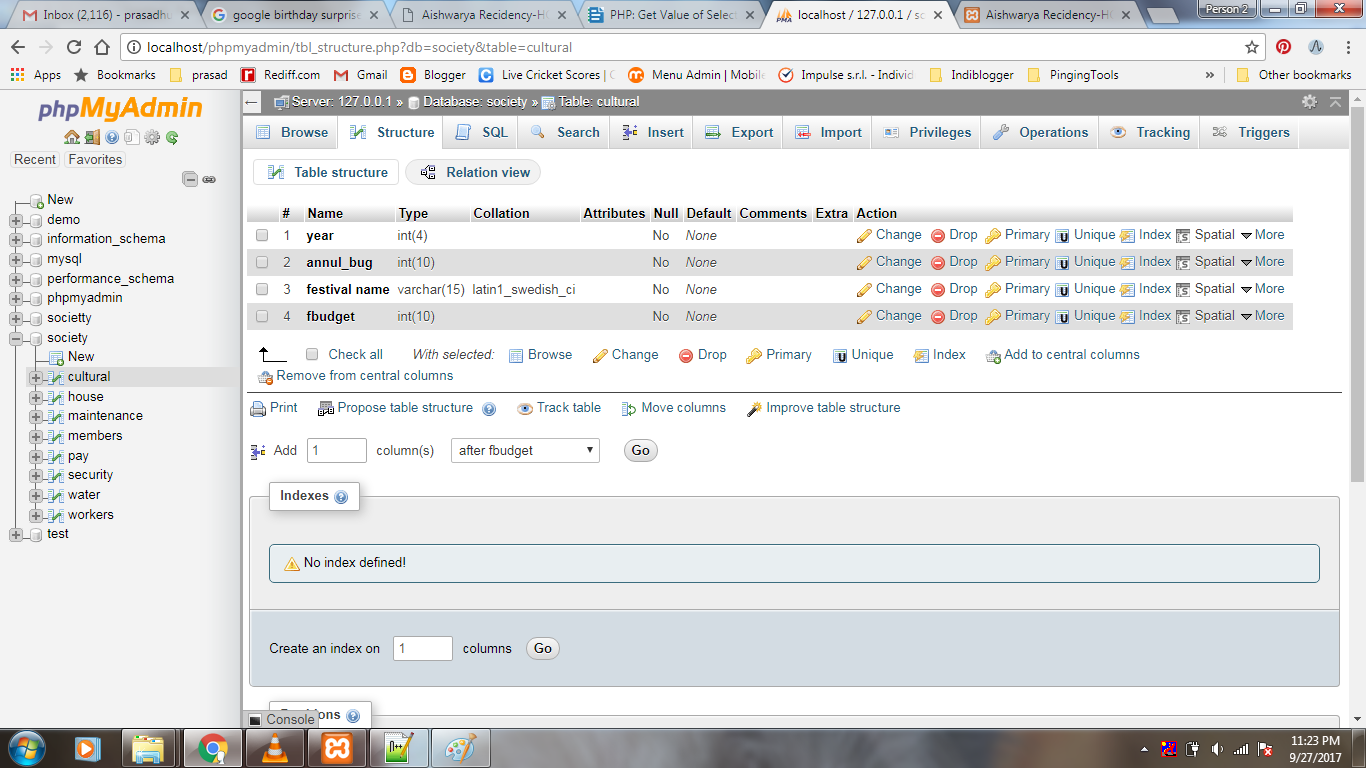 Inbox (2,116) - prasadhu google birthday surprise Aishwarya Recidency-HO PHP: Get Value of Select localhost / 127.0.0.1 / so Aishwarya Recidency-HO Person 2
localhost/phpmyadmin/tbl_structure.php?db=society&table=cultural
Apps Bookmarks prasad Rediff.com Gmail Blogger Live Cricket Scores | Menu Admin | Mobile Impulse s.r.l. - Individ Indiblogger PingingTools » Other bookmarks
phpMyAdmin
Recent Favorites
New
demo
information_schema
mysql
performance_schema
phpmyadmin
societty
society
New
cultural
house
maintenance
members
pay
security
water
workers
test
Server: 127.0.0.1 » Database: society » Table: cultural
Browse Structure SQL Search Insert Export Import Privileges Operations Tracking Triggers
Table structure Relation view
# Name Type Collation Attributes Null Default Comments Extra Action
1 year int(4) No None Change Drop Primary Unique Index Spatial More
2 annul_bug int(10) No None Change Drop Primary Unique Index Spatial More
3 festival name varchar(15) latin1_swedish_ci No None Change Drop Primary Unique Index Spatial More
4 fbudget int(10) No None Change Drop Primary Unique Index Spatial More
Check all With selected: Browse Change Drop Primary Unique Index Add to central columns
Remove from central columns
Print Propose table structure Track table Move columns Improve table structure
Add 1 column(s) after fbudget Go
Indexes
No index defined!
Create an index on 1 columns Go
Console
11:23 PM
9/27/2017